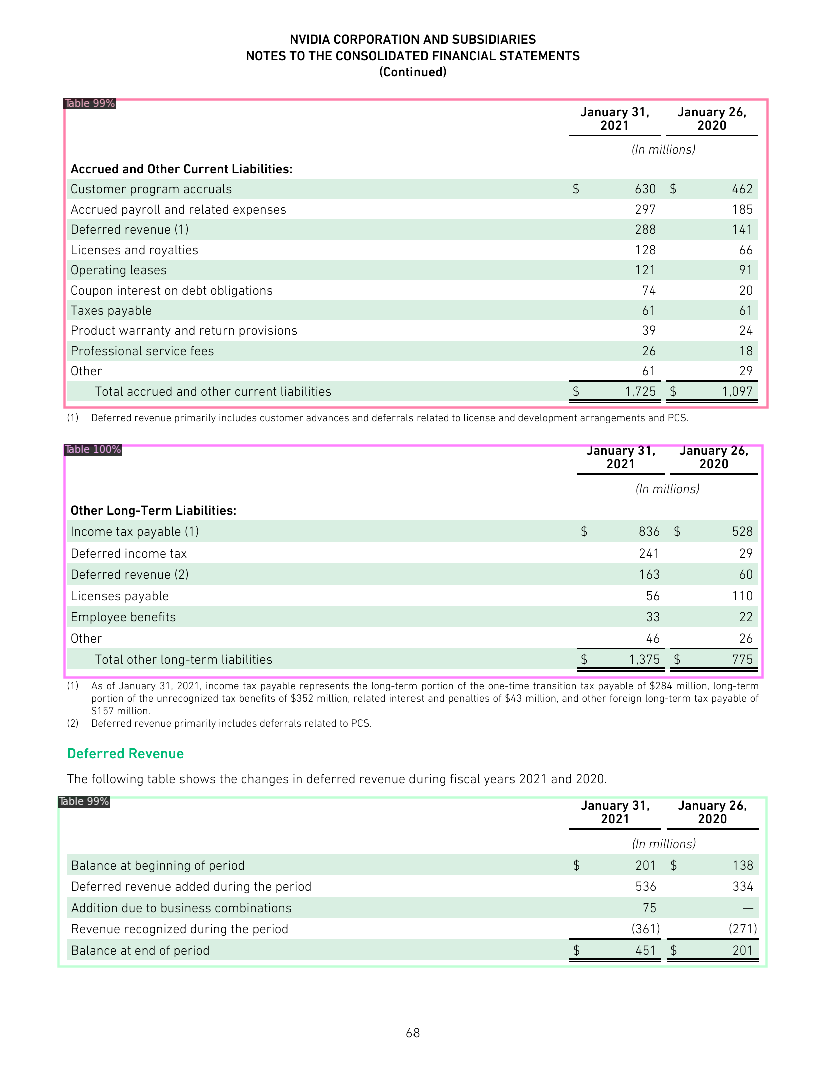 NVIDIA CORPORATION AND SUBSIDIARIES
NOTES TO THE CONSOLIDATED FINANCIAL STATEMENTS
(Continued)
Table 99%
January 31, 2021 January 26, 2020
(In millions)
Accrued and Other Current Liabilities:
Customer program accruals $ 630 $ 462
Accrued payroll and related expenses 297 185
Deferred revenue (1) 288 141
Licenses and royalties 128 66
Operating leases 121 91
Coupon interest on debt obligations 74 20
Taxes payable 61 61
Product warranty and return provisions 39 24
Professional service fees 26 18
Other 61 29
Total accrued and other current liabilities $ 1,725 $ 1,097
(1) Deferred revenue primarily includes customer advances and deferrals related to license and development arrangements and PCS.
Table 100%
January 31, 2021 January 26, 2020
(In millions)
Other Long-Term Liabilities:
Income tax payable (1) $ 836 $ 528
Deferred income tax 241 29
Deferred revenue (2) 163 60
Licenses payable 56 110
Employee benefits 33 22
Other 46 26
Total other long-term liabilities $ 1,375 $ 775
(1) As of January 31, 2021, income tax payable represents the long-term portion of the one-time transition tax payable of $284 million, long-term
portion of the unrecognized tax benefits of $352 million, related interest and penalties of $43 million, and other foreign long-term tax payable of
$157 million.
(2) Deferred revenue primarily includes deferrals related to PCS.
Deferred Revenue
The following table shows the changes in deferred revenue during fiscal years 2021 and 2020.
Table 99%
January 31, 2021 January 26, 2020
(In millions)
Balance at beginning of period $ 201 $ 138
Deferred revenue added during the period 536 334
Addition due to business combinations 75 —
Revenue recognized during the period (361) (271)
Balance at end of period $ 451 $ 201
68